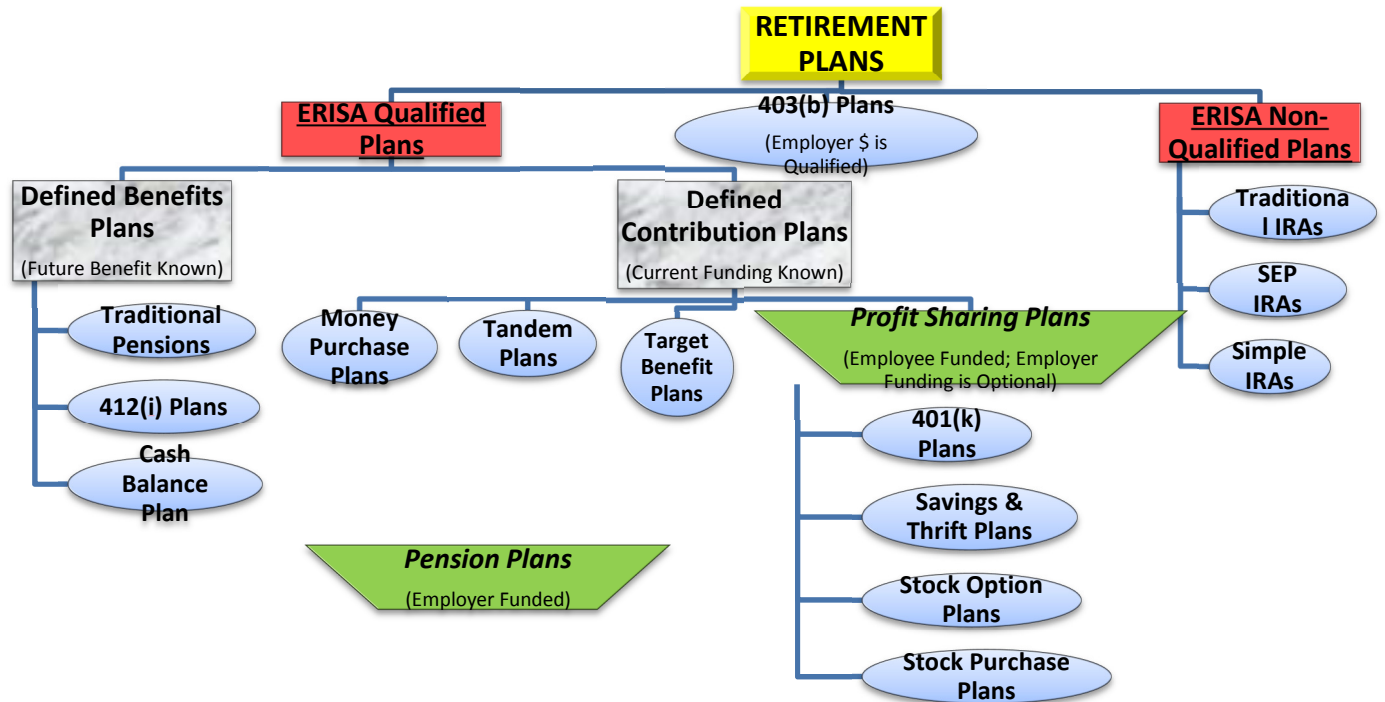 RETIREMENT
PLANS
403(b) Plans
(Employer $ is
Qualified)
ERISA Qualified
Plans
ERISA Non-
Qualified Plans
Defined Benefits
Plans
(Future Benefit Known)
Defined
Contribution Plans
(Current Funding Known)
Traditiona
l IRAs
SEP
IRAs
Simple
IRAs
Traditional
Pensions
412(i) Plans
Cash
Balance
Plan
Money
Purchase
Plans
Tandem
Plans
Target
Benefit
Plans
Profit Sharing Plans
(Employee Funded; Employer
Funding is Optional)
401(k)
Plans
Savings &
Thrift Plans
Stock Option
Plans
Stock Purchase
Plans
Pension Plans
(Employer Funded)